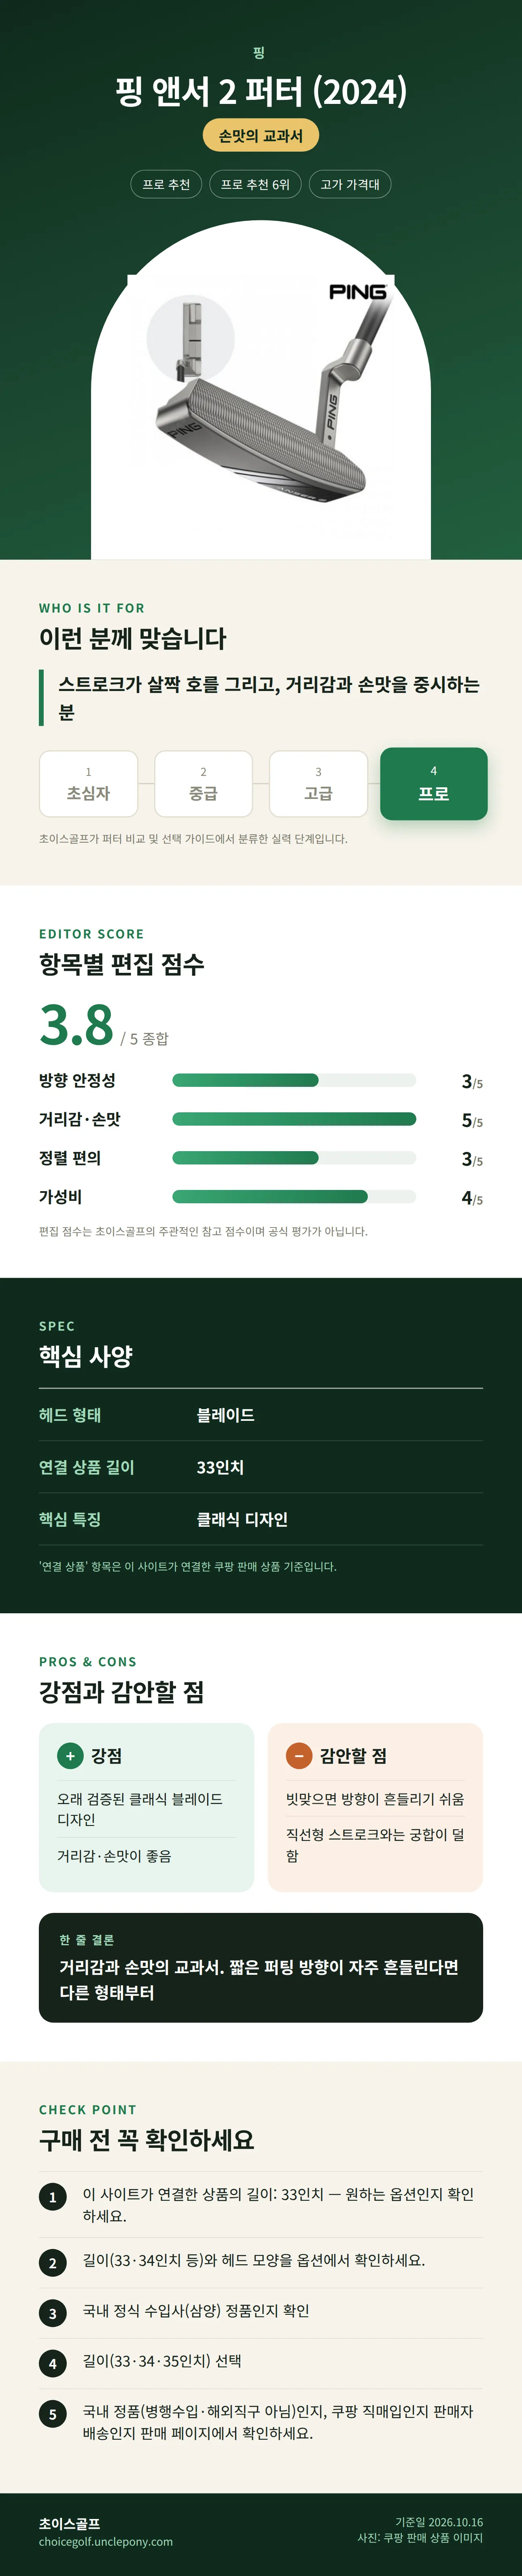 핑
핑 앤서 2 퍼터 (2024)
손맛의 교과서
프로 추천
프로 추천 6위
고가 가격대
PING
PING
PING
ANSER 2
WHO IS IT FOR
이런 분께 맞습니다
스트로크가 살짝 호를 그리고, 거리감과 손맛을 중시하는
분
1
초심자
2
중급
3
고급
4
프로
초이스골프가 퍼터 비교 및 선택 가이드에서 분류한 실력 단계입니다.
EDITOR SCORE
항목별 편집 점수
3.8 / 5 종합
방향 안정성 3/5
거리감·손맛 5/5
정렬 편의 3/5
가성비 4/5
편집 점수는 초이스골프의 주관적인 참고 점수이며 공식 평가가 아닙니다.
SPEC
핵심 사양
헤드 형태 블레이드
연결 상품 길이 33인치
핵심 특징 클래식 디자인
'연결 상품' 항목은 이 사이트가 연결한 쿠팡 판매 상품 기준입니다.
PROS & CONS
강점과 감안할 점
+ 강점
오래 검증된 클래식 블레이드
디자인
거리감·손맛이 좋음
− 감안할 점
빗맞으면 방향이 흔들리기 쉬움
직선형 스트로크와는 궁합이 덜
함
한 줄 결론
거리감과 손맛의 교과서. 짧은 퍼팅 방향이 자주 흔들린다면
다른 형태부터
CHECK POINT
구매 전 꼭 확인하세요
1 이 사이트가 연결한 상품의 길이: 33인치 — 원하는 옵션인지 확인
하세요.
2 길이(33·34인치 등)와 헤드 모양을 옵션에서 확인하세요.
3 국내 정식 수입사(삼양) 정품인지 확인
4 길이(33·34·35인치) 선택
5 국내 정품(병행수입·해외직구 아님)인지, 쿠팡 직매입인지 판매자
배송인지 판매 페이지에서 확인하세요.
초이스골프
choicegolf.unclepony.com
기준일 2026.10.16
사진: 쿠팡 판매 상품 이미지